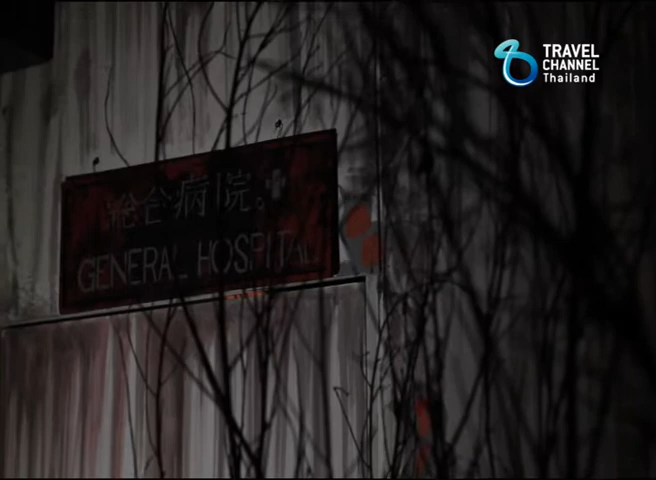 TRAVEL
CHANNEL
Thailand
総合病院
GENERAL HOSPITAL